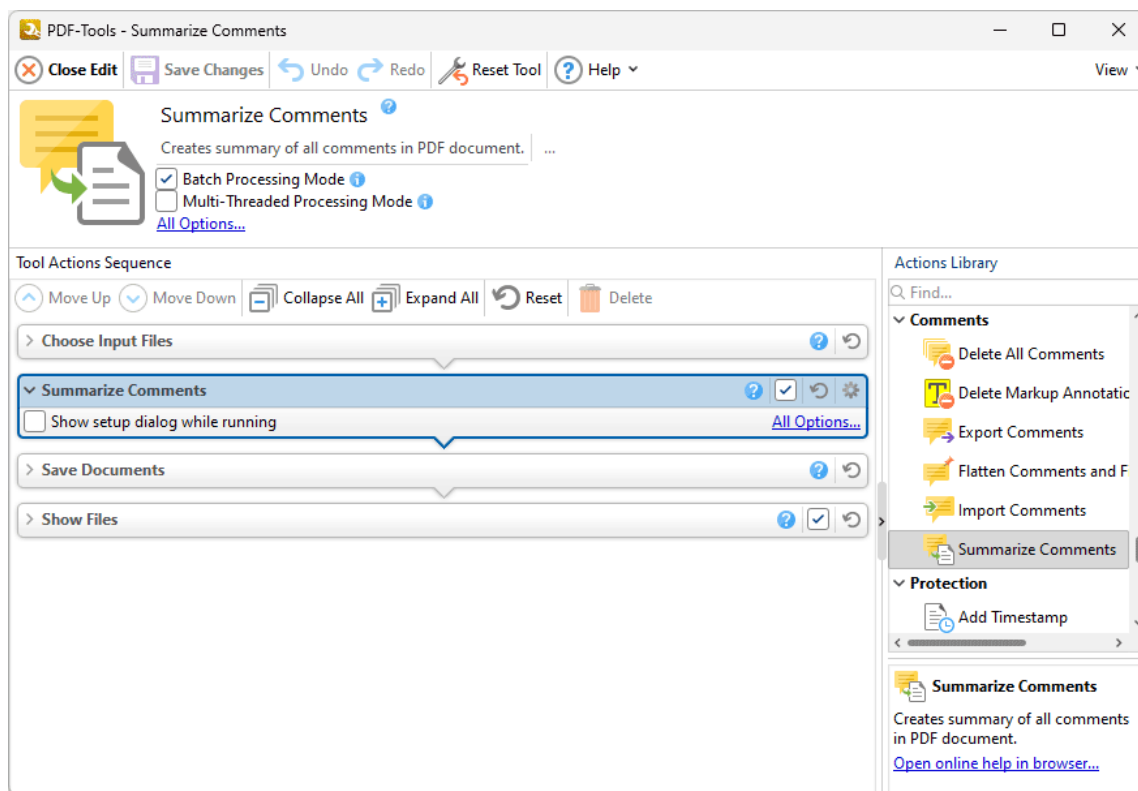 PDF-Tools - Summarize Comments
Close Edit Save Changes Undo Redo Reset Tool ? Help View
Summarize Comments ?
Creates summary of all comments in PDF document. ...
Batch Processing Mode i
Multi-Threaded Processing Mode i
All Options...
Tool Actions Sequence
Move Up Move Down Collapse All Expand All Reset Delete
Choose Input Files ?
Summarize Comments ?
Show setup dialog while running All Options...
Save Documents ?
Show Files ?
Actions Library
Find...
Comments
Delete All Comments
T Delete Markup Annotatic
Export Comments
Flatten Comments and F
Import Comments
Summarize Comments
Protection
Add Timestamp
Summarize Comments
Creates summary of all comments
in PDF document.
Open online help in browser...